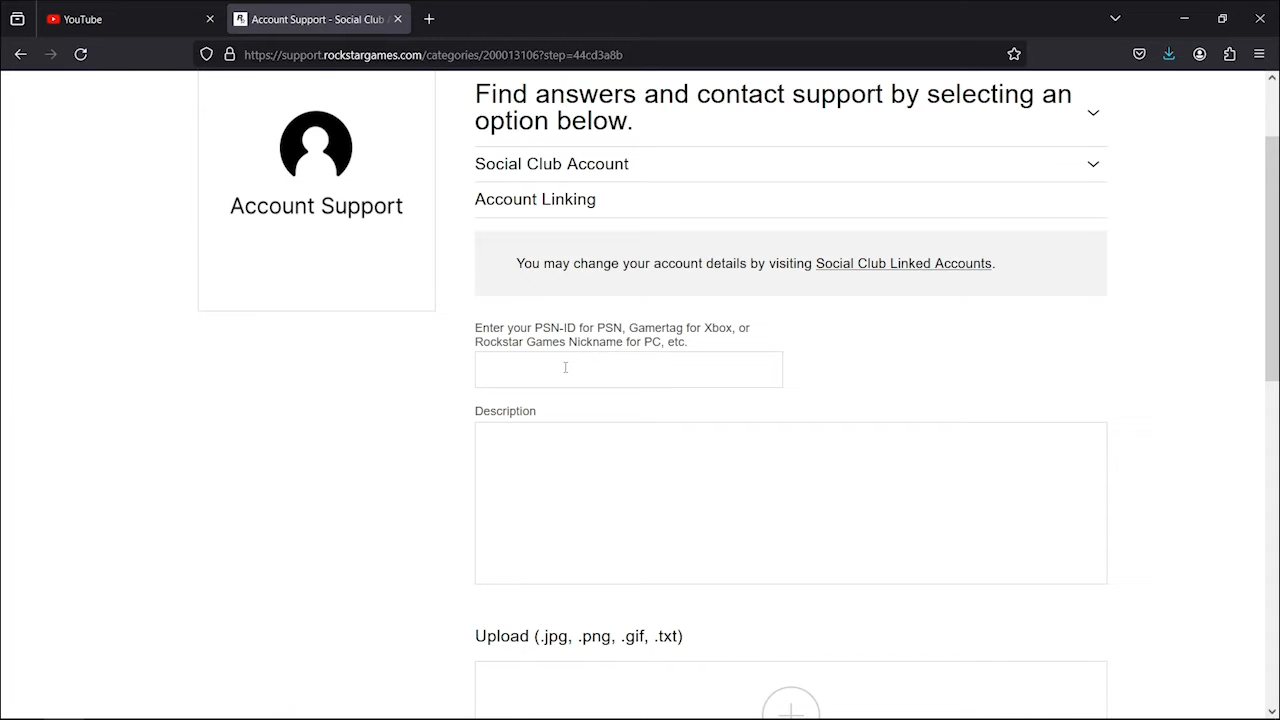 YouTube
Account Support - Social Club A
https://support.rockstargames.com/categories/200013106?step=44cd3a8b
Account Support
Find answers and contact support by selecting an
option below.
Social Club Account
Account Linking
You may change your account details by visiting Social Club Linked Accounts.
Enter your PSN-ID for PSN, Gamertag for Xbox, or
Rockstar Games Nickname for PC, etc.
Description
Upload (.jpg, .png, .gif, .txt)